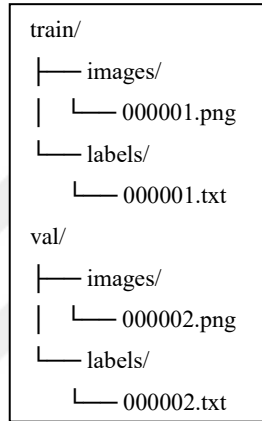 train/
├── images/
│ └── 000001.png
└── labels/
└── 000001.txt
val/
├── images/
│ └── 000002.png
└── labels/
└── 000002.txt